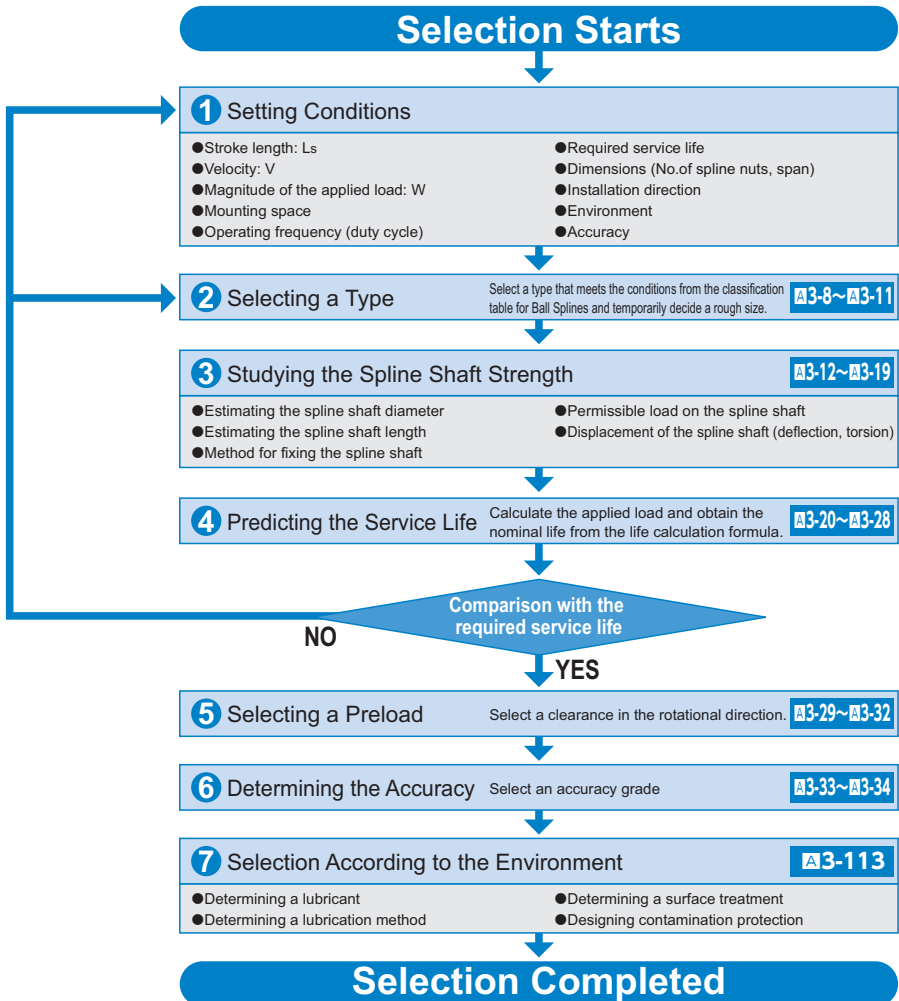 Selection Starts
1 Setting Conditions
●Stroke length: Ls
●Velocity: V
●Magnitude of the applied load: W
●Mounting space
●Operating frequency (duty cycle)
●Required service life
●Dimensions (No.of spline nuts, span)
●Installation direction
●Environment
●Accuracy
2 Selecting a Type
Select a type that meets the conditions from the classification
table for Ball Splines and temporarily decide a rough size.
A3-8~A3-11
3 Studying the Spline Shaft Strength
A3-12~A3-19
●Estimating the spline shaft diameter
●Estimating the spline shaft length
●Method for fixing the spline shaft
●Permissible load on the spline shaft
●Displacement of the spline shaft (deflection, torsion)
4 Predicting the Service Life
Calculate the applied load and obtain the
nominal life from the life calculation formula.
A3-20~A3-28
Comparison with the
required service life
NO
YES
5 Selecting a Preload
Select a clearance in the rotational direction.
A3-29~A3-32
6 Determining the Accuracy
Select an accuracy grade
A3-33~A3-34
7 Selection According to the Environment
A3-113
●Determining a lubricant
●Determining a lubrication method
●Determining a surface treatment
●Designing contamination protection
Selection Completed